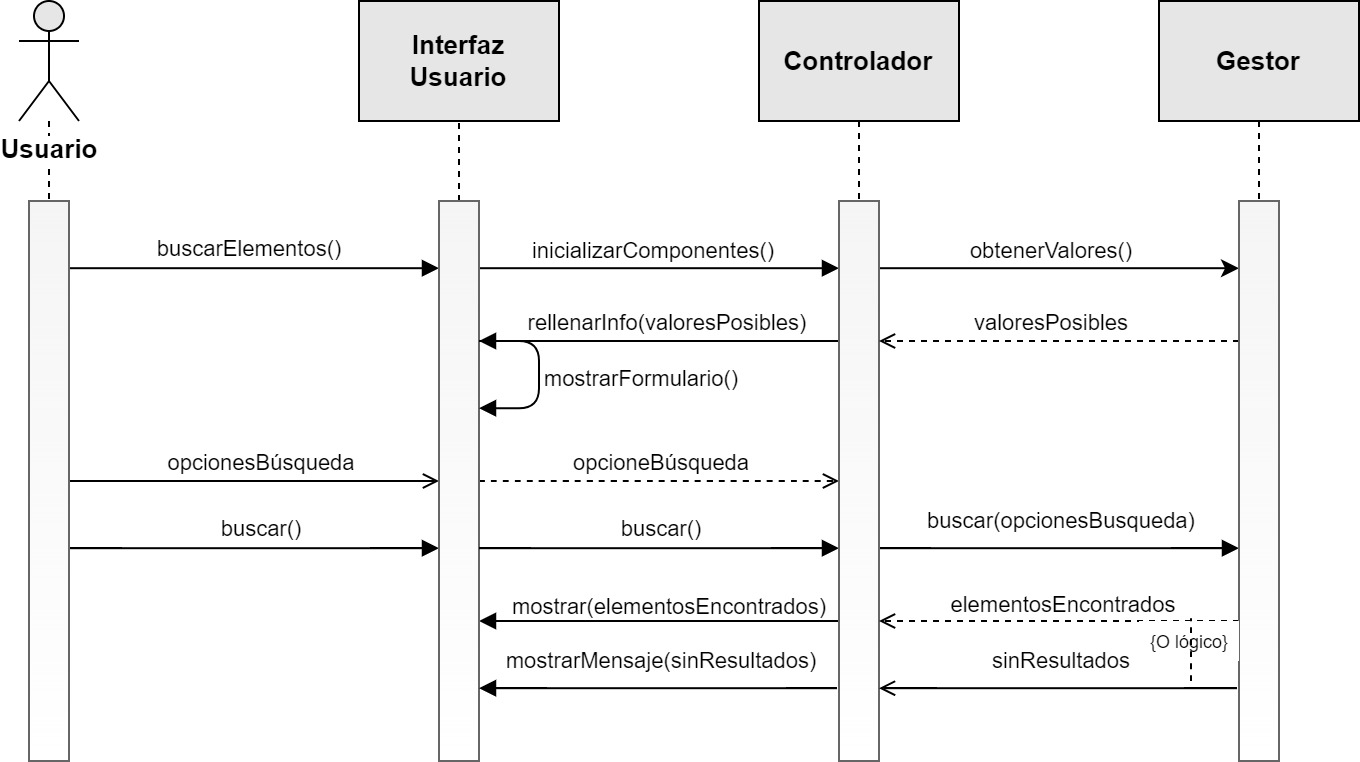 Interfaz
Usuario
Controlador
Gestor
Usuario
buscarElementos()
inicializarComponentes()
obtenerValores()
rellenarInfo(valoresPosibles)
valoresPosibles
mostrarFormulario()
opcionesBúsqueda
opcioneBúsqueda
buscar()
buscar()
buscar(opcionesBusqueda)
mostrar(elementosEncontrados)
elementosEncontrados
{O lógico}
mostrarMensaje(sinResultados)
sinResultados